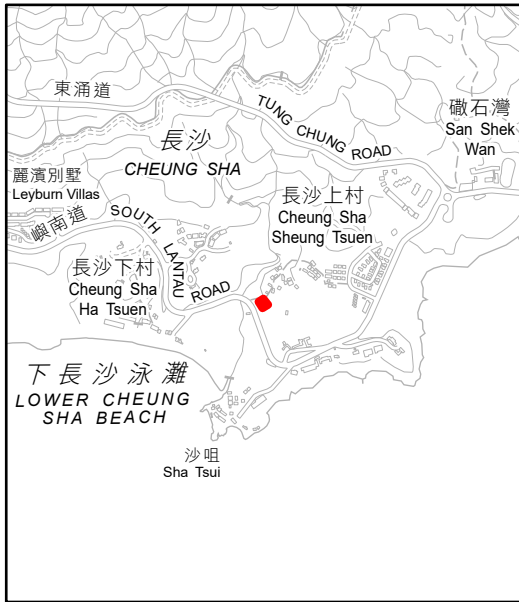 東涌道
TUNG CHUNG ROAD
礮石灣
San Shek
Wan
長沙
CHEUNG SHA
麗濱別墅
Leyburn Villas
嶼南道
SOUTH LANTAU ROAD
長沙上村
Cheung Sha
Sheung Tsuen
長沙下村
Cheung Sha
Ha Tsuen
下長沙泳灘
LOWER CHEUNG
SHA BEACH
沙咀
Sha Tsui